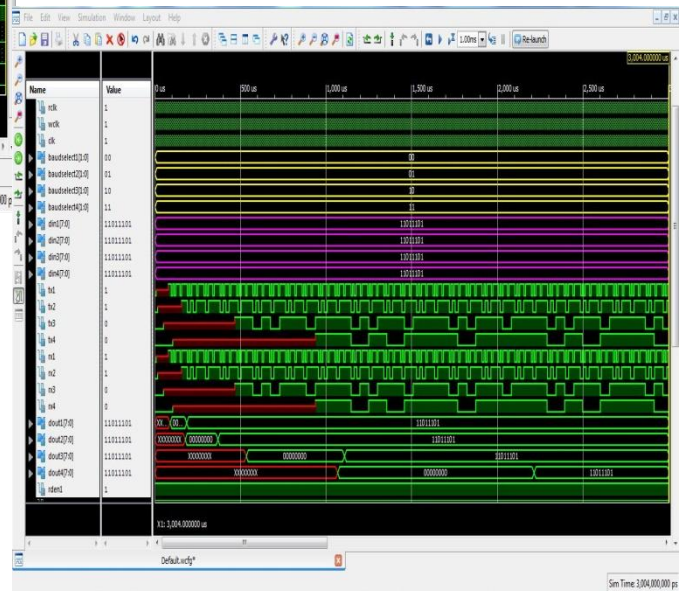 File Edit View Simulation Window Layout Help
1.00ms
Re-launch
3,004.000000 us
Name Value
0 us 500 us 1,000 us 1,500 us 2,000 us 2,500 us
rclk 1
wclk 1
clk 1
baudselect1[1:0] 00 00
baudselect2[1:0] 01 01
baudselect3[1:0] 10 10
baudselect4[1:0] 11 11
din1[7:0] 11011101 11011101
din2[7:0] 11011101 11011101
din3[7:0] 11011101 11011101
din4[7:0] 11011101 11011101
tx1 1
tx2 1
tx3 0
tx4 0
rx1 1
rx2 1
rx3 0
rx4 0
dout1[7:0] 11011101 XX... 00... 11011101
dout2[7:0] 11011101 XXXXXXXX 00000000 11011101
dout3[7:0] 11011101 XXXXXXXX 00000000 11011101
dout4[7:0] 11011101 XXXXXXXX 00000000 11011101
rden1 1
X1: 3,004.000000 us
Default.wcfg*
Sim Time: 3,004,000,000 ps